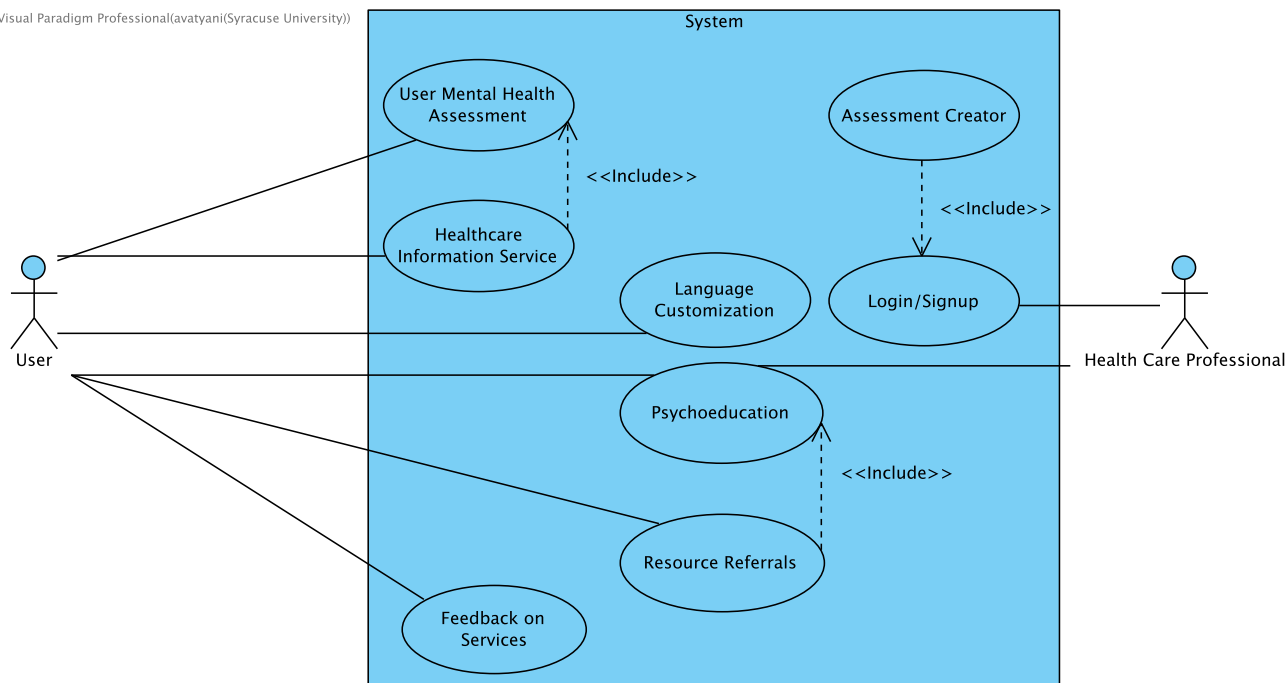 Visual Paradigm Professional(avatyani(Syracuse University))
System
User Mental Health
Assessment
Assessment Creator
<<Include>>
<<Include>>
Healthcare
Information Service
Language
Customization
Login/Signup
User
Health Care Professional
Psychoeducation
<<Include>>
Resource Referrals
Feedback on
Services